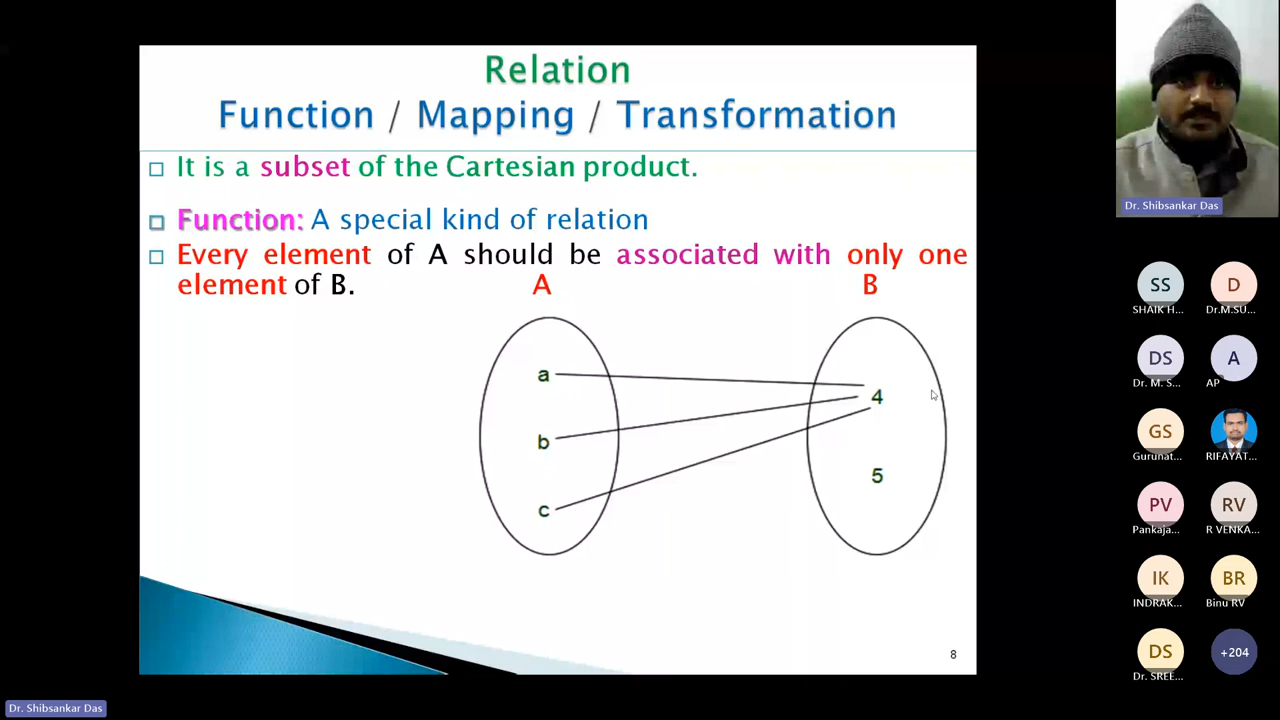 Relation
Function / Mapping / Transformation
It is a subset of the Cartesian product.
Function: A special kind of relation
Every element of A should be associated with only one
element of B.
A B
a
4
b
5
c
8
Dr. Shibsankar Das
SS D
SHAIK H... Dr.M.SU...
DS A
Dr. M. S... AP
GS
Gurunat... RIFAYAT...
PV RV
Pankaja... R VENKA...
IK BR
INDRAK... Binu RV
DS +204
Dr. SREE...
Dr. Shibsankar Das